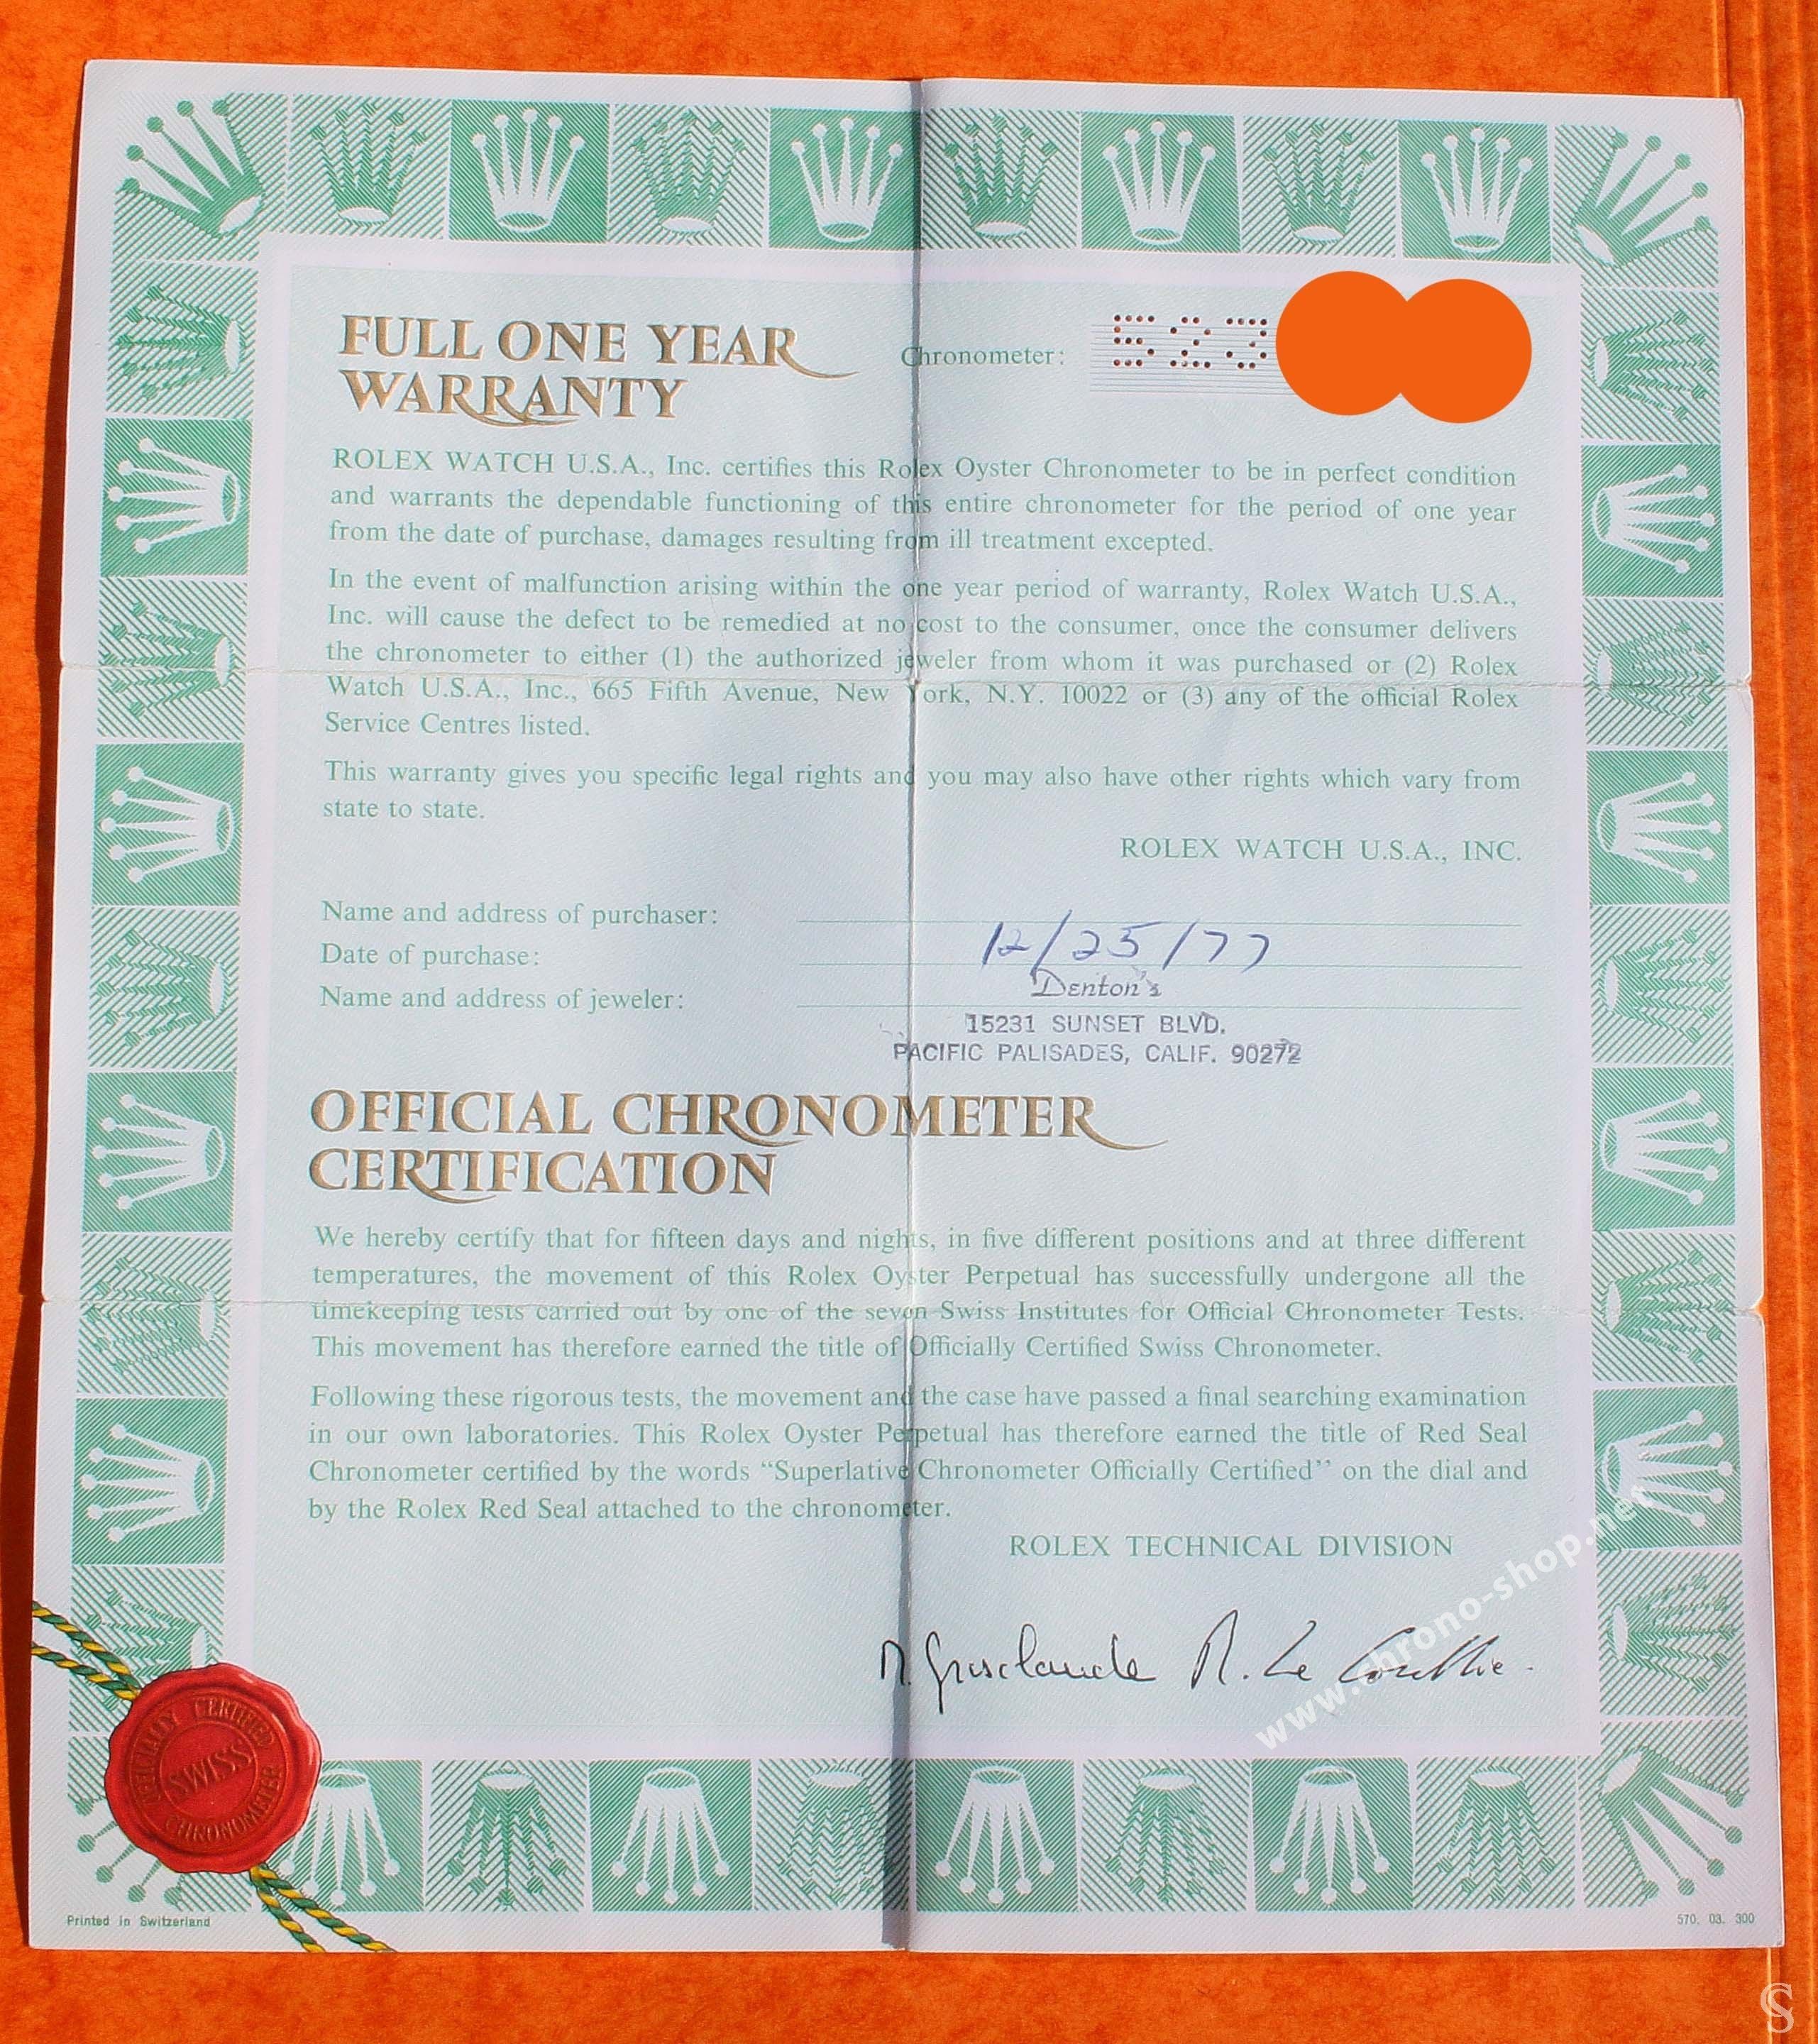 FULL ONE YEAR
WARRANTY
Chronometer: 523
ROLEX WATCH U.S.A., Inc. certifies this Rolex Oyster Chronometer to be in perfect condition
and warrants the dependable functioning of this entire chronometer for the period of one year
from the date of purchase, damages resulting from ill treatment excepted.
In the event of malfunction arising within the one year period of warranty, Rolex Watch U.S.A.,
Inc. will cause the defect to be remedied at no cost to the consumer, once the consumer delivers
the chronometer to either (1) the authorized jeweler from whom it was purchased or (2) Rolex
Watch U.S.A., Inc., 665 Fifth Avenue, New York, N.Y. 10022 or (3) any of the official Rolex
Service Centres listed.
This warranty gives you specific legal rights and you may also have other rights which vary from
state to state.
ROLEX WATCH U.S.A., INC.
Name and address of purchaser:
Date of purchase: 12/25/77
Name and address of jeweler: Denton's
15231 SUNSET BLVD.
PACIFIC PALISADES, CALIF. 90272
OFFICIAL CHRONOMETER
CERTIFICATION
We hereby certify that for fifteen days and nights, in five different positions and at three different
temperatures, the movement of this Rolex Oyster Perpetual has successfully undergone all the
timekeeping tests carried out by one of the seven Swiss Institutes for Official Chronometer Tests.
This movement has therefore earned the title of Officially Certified Swiss Chronometer.
Following these rigorous tests, the movement and the case have passed a final searching examination
in our own laboratories. This Rolex Oyster Perpetual has therefore earned the title of Red Seal
Chronometer certified by the words “Superlative Chronometer Officially Certified” on the dial and
by the Rolex Red Seal attached to the chronometer.
ROLEX TECHNICAL DIVISION
www.chrono-shop.net
OFFICIALLY CERTIFIED
SWISS
CHRONOMETER
Printed in Switzerland
570. 03. 300